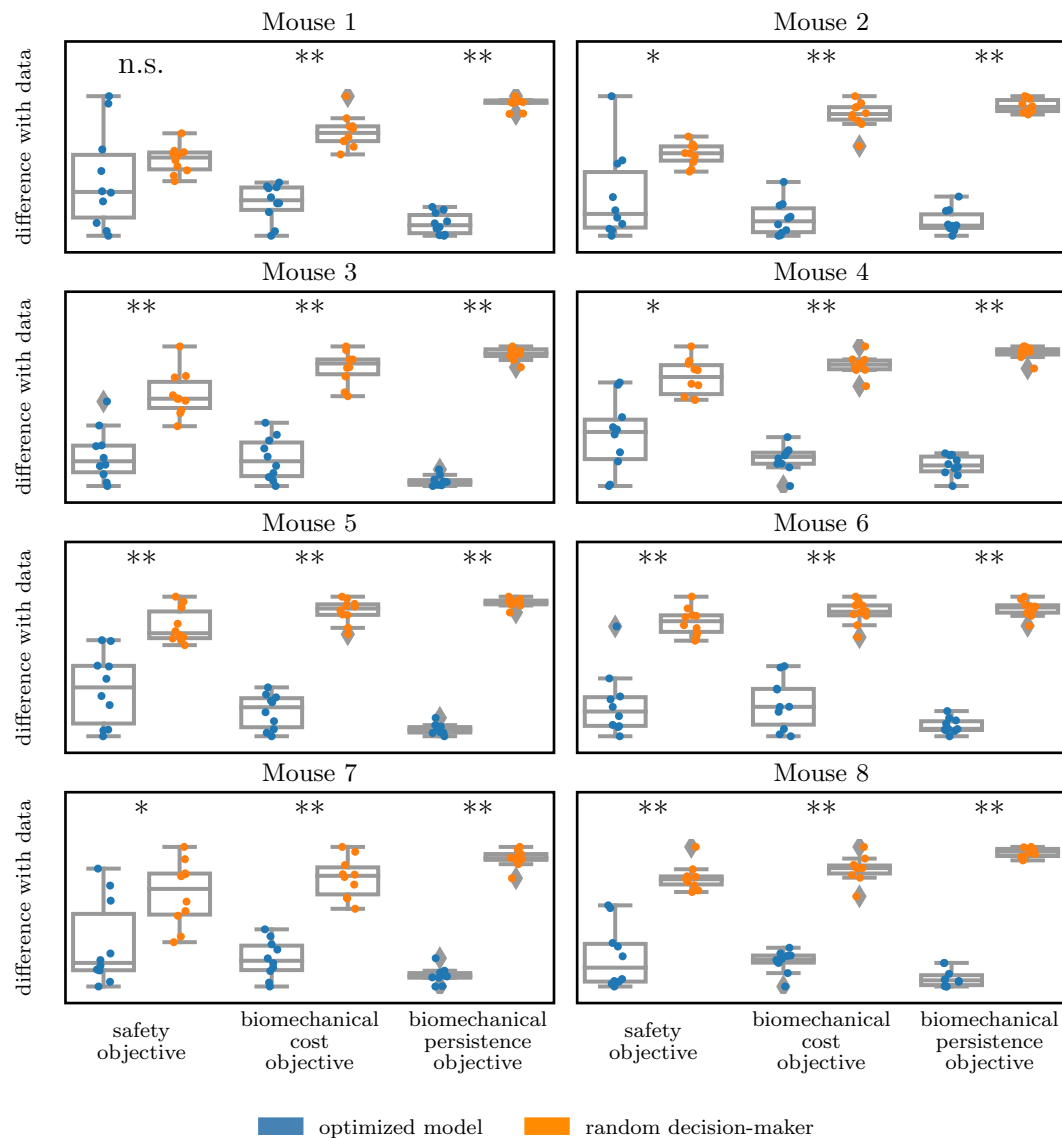 Mouse 1
Mouse 2
difference with data
n.s.
**
**
*
**
**
Mouse 3
Mouse 4
difference with data
**
**
**
*
**
**
Mouse 5
Mouse 6
difference with data
**
**
**
**
**
**
Mouse 7
Mouse 8
difference with data
*
**
**
**
**
**
safety
objective
biomechanical
cost
objective
biomechanical
persistence
objective
safety
objective
biomechanical
cost
objective
biomechanical
persistence
objective
optimized model
random decision-maker